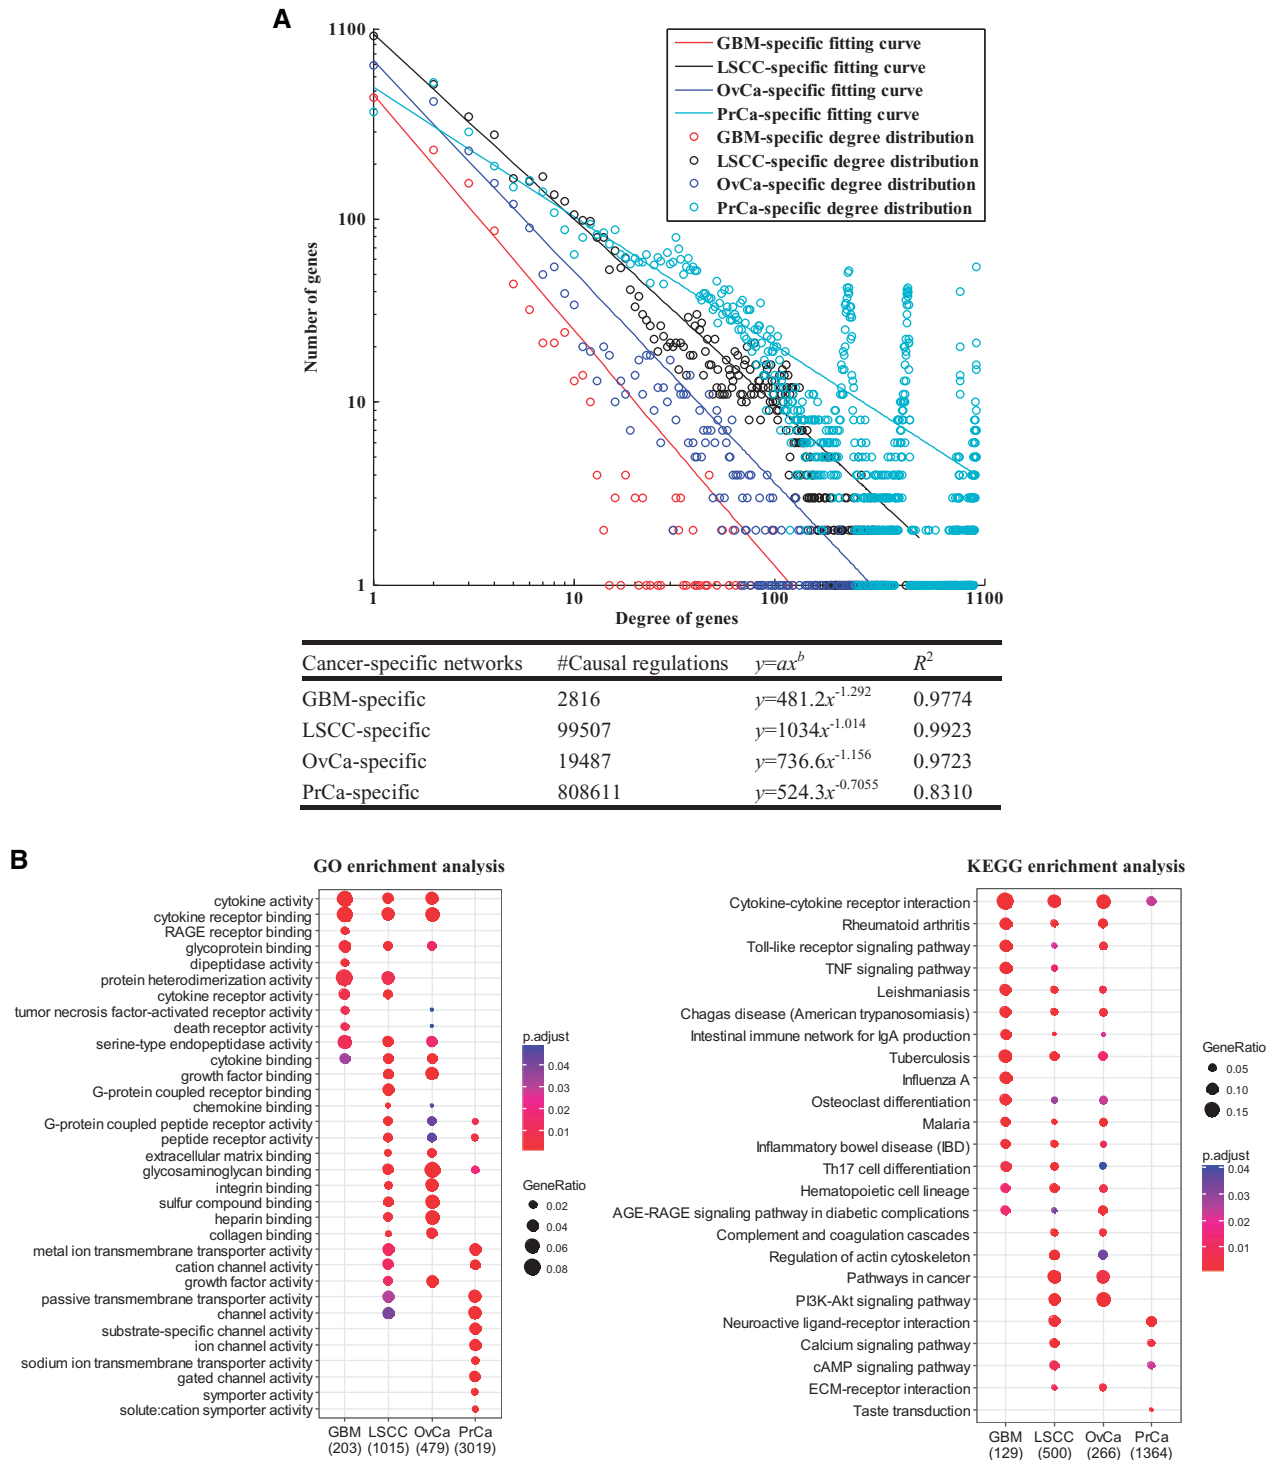 A
1100
100
10
1
1
10
100
1100
Number of genes
Degree of genes
GBM-specific fitting curve
LSCC-specific fitting curve
OvCa-specific fitting curve
PrCa-specific fitting curve
GBM-specific degree distribution
LSCC-specific degree distribution
OvCa-specific degree distribution
PrCa-specific degree distribution
Cancer-specific networks #Causal regulations y=ax^b R^2
GBM-specific 2816 y=481.2x^-1.292 0.9774
LSCC-specific 99507 y=1034x^-1.014 0.9923
OvCa-specific 19487 y=736.6x^-1.156 0.9723
PrCa-specific 808611 y=524.3x^-0.7055 0.8310
B
GO enrichment analysis
cytokine activity
cytokine receptor binding
RAGE receptor binding
glycoprotein binding
dipeptidase activity
protein heterodimerization activity
cytokine receptor activity
tumor necrosis factor-activated receptor activity
death receptor activity
serine-type endopeptidase activity
cytokine binding
growth factor binding
G-protein coupled receptor binding
chemokine binding
G-protein coupled peptide receptor activity
peptide receptor activity
extracellular matrix binding
glycosaminoglycan binding
integrin binding
sulfur compound binding
heparin binding
collagen binding
metal ion transmembrane transporter activity
cation channel activity
growth factor activity
passive transmembrane transporter activity
channel activity
substrate-specific channel activity
ion channel activity
sodium ion transmembrane transporter activity
gated channel activity
symporter activity
solute:cation symporter activity
GBM LSCC OvCa PrCa
(203) (1015) (479) (3019)
p.adjust
0.04
0.03
0.02
0.01
GeneRatio
0.02
0.04
0.06
0.08
KEGG enrichment analysis
Cytokine-cytokine receptor interaction
Rheumatoid arthritis
Toll-like receptor signaling pathway
TNF signaling pathway
Leishmaniasis
Chagas disease (American trypanosomiasis)
Intestinal immune network for IgA production
Tuberculosis
Influenza A
Osteoclast differentiation
Malaria
Inflammatory bowel disease (IBD)
Th17 cell differentiation
Hematopoietic cell lineage
AGE-RAGE signaling pathway in diabetic complications
Complement and coagulation cascades
Regulation of actin cytoskeleton
Pathways in cancer
PI3K-Akt signaling pathway
Neuroactive ligand-receptor interaction
Calcium signaling pathway
cAMP signaling pathway
ECM-receptor interaction
Taste transduction
GBM LSCC OvCa PrCa
(129) (500) (266) (1364)
GeneRatio
0.05
0.10
0.15
p.adjust
0.04
0.03
0.02
0.01